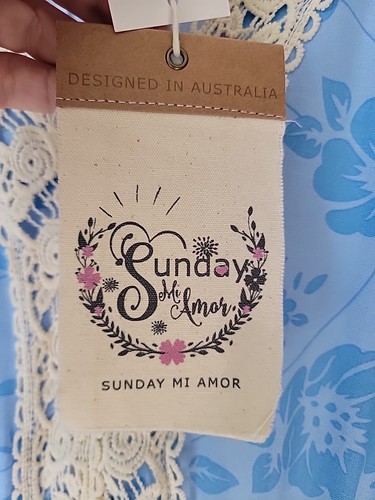 DESIGNED IN AUSTRALIA
Sunday
Mi
Amor
SUNDAY MI AMOR